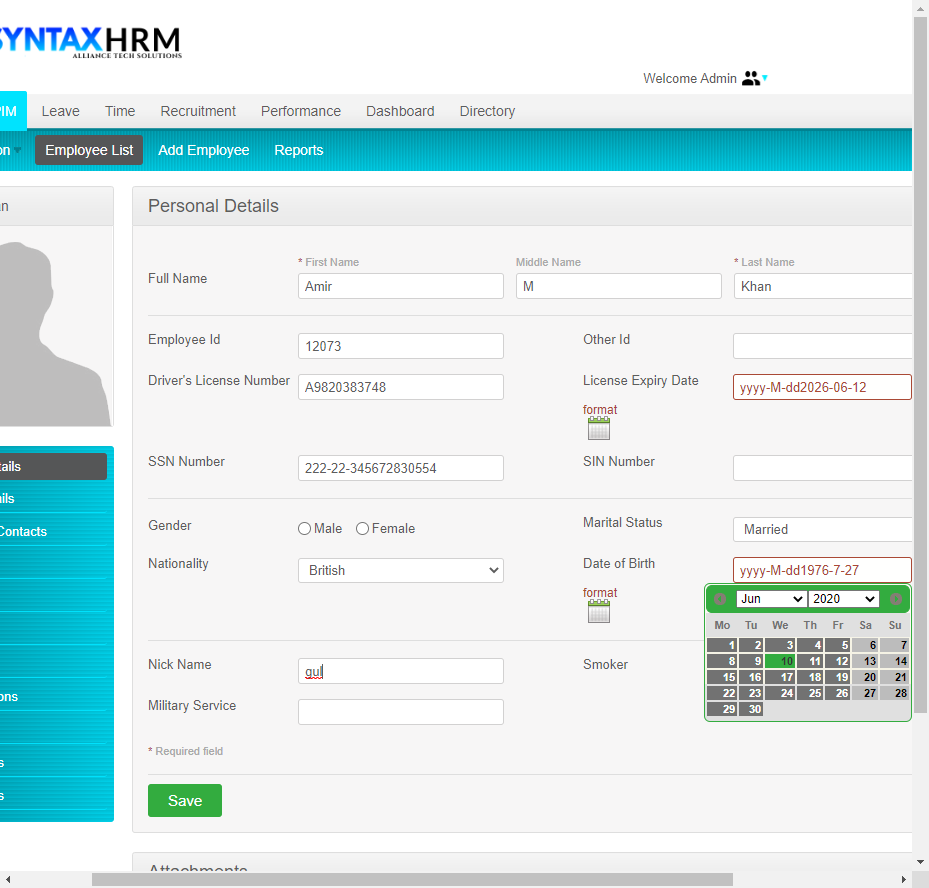 SYNTAXHRM
ALLIANCE TECH SOLUTIONS
Welcome Admin
PIM Leave Time Recruitment Performance Dashboard Directory
on Employee List Add Employee Reports
an
Personal Details
* First Name Middle Name * Last Name
Full Name Amir M Khan
Employee Id 12073 Other Id
Driver's License Number A9820383748 License Expiry Date yyyy-M-dd2026-06-12
format
SSN Number 222-22-345672830554 SIN Number
tails
ils
Contacts
ons
s
s
Gender Male Female Marital Status Married
Nationality British Date of Birth yyyy-M-dd1976-7-27
format
Jun 2020
Mo Tu We Th Fr Sa Su
1 2 3 4 5 6 7
8 9 10 11 12 13 14
15 16 17 18 19 20 21
22 23 24 25 26 27 28
29 30
Nick Name gul Smoker
Military Service
* Required field
Save
Attachments